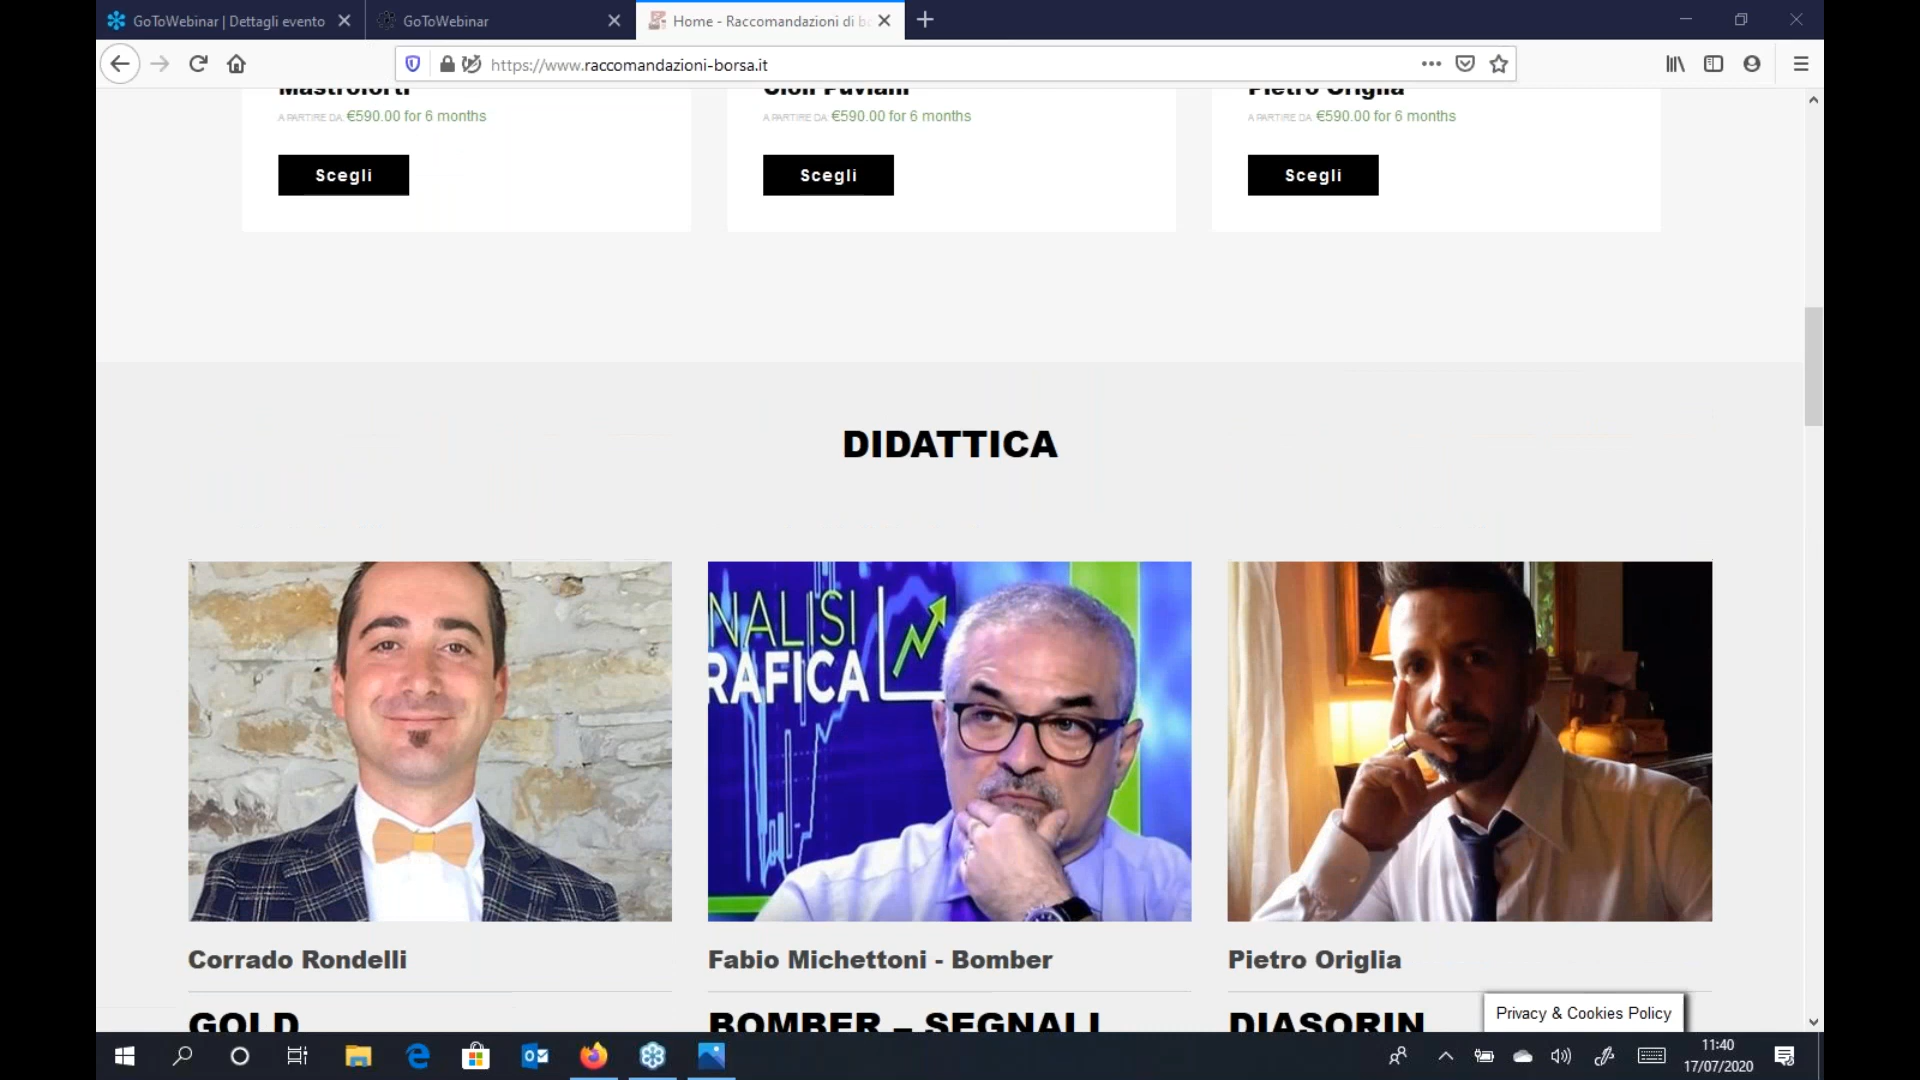 GoToWebinar | Dettagli evento
GoToWebinar
Home - Raccomandazioni di bo
https://www.raccomandazioni-borsa.it
Mastroforti
Cioli Puviani
Pietro Origlia
A PARTIRE DA: €590.00 for 6 months
A PARTIRE DA: €590.00 for 6 months
A PARTIRE DA: €590.00 for 6 months
Scegli
Scegli
Scegli
DIDATTICA
NALISI
RAFICA
Corrado Rondelli
Fabio Michettoni - Bomber
Pietro Origlia
GOLD
BOMBER – SEGNALI
DIASORIN
Privacy & Cookies Policy
11:40
17/07/2020